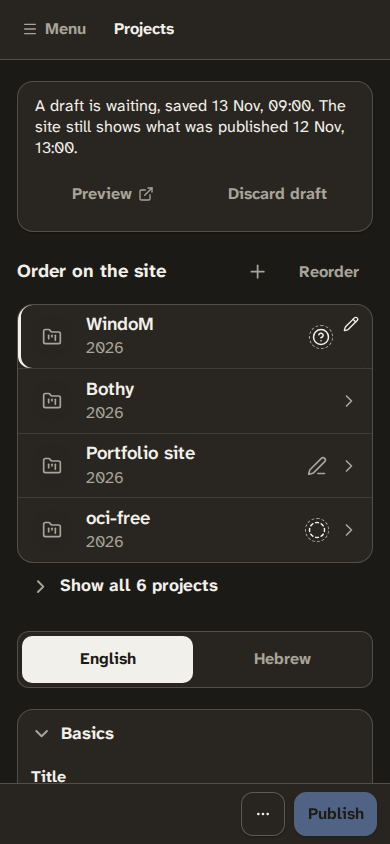 Menu
Projects
A draft is waiting, saved 13 Nov, 09:00. The
site still shows what was published 12 Nov,
13:00.
Preview
Discard draft
Order on the site
Reorder
WindoM
2026
Bothy
2026
Portfolio site
2026
oci-free
2026
Show all 6 projects
English
Hebrew
Basics
Title
Publish